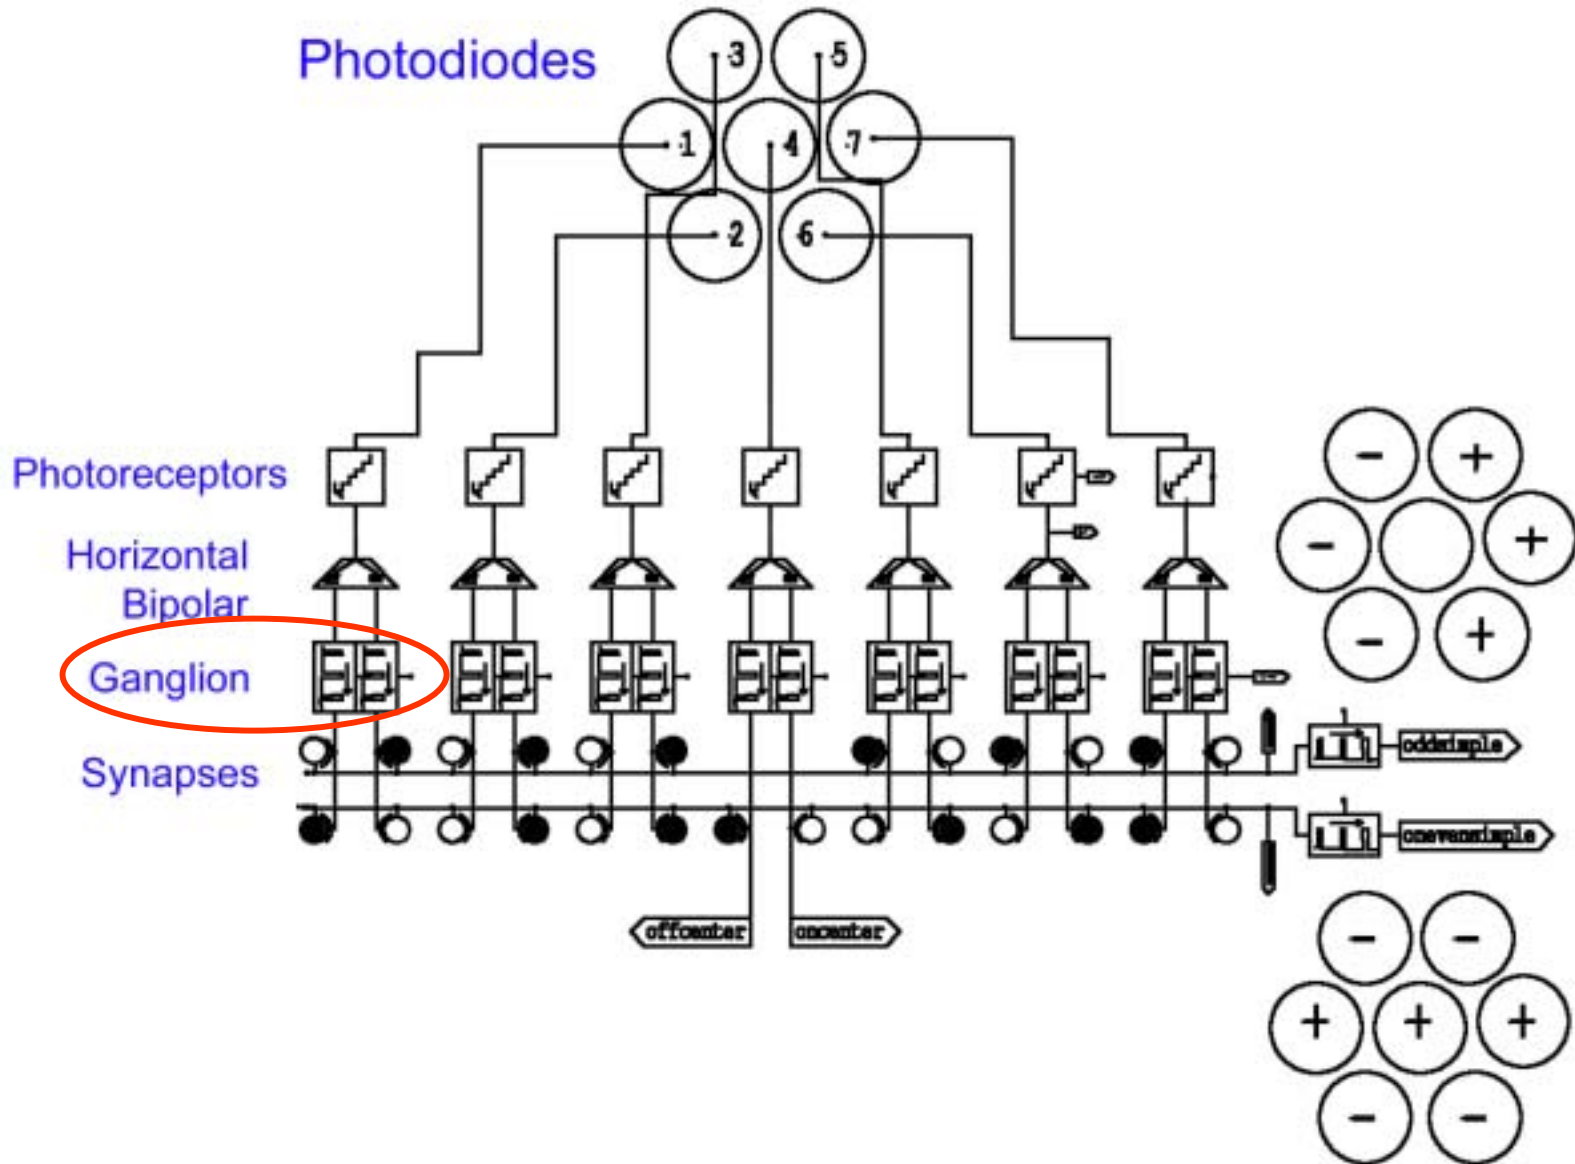 Photodiodes
3
5
1
4
7
2
6
Photoreceptors
Horizontal
Bipolar
Ganglion
Synapses
oddsimple
onevensimple
offcenter
oncenter
- +
- +
- +
- -
+ + +
- -